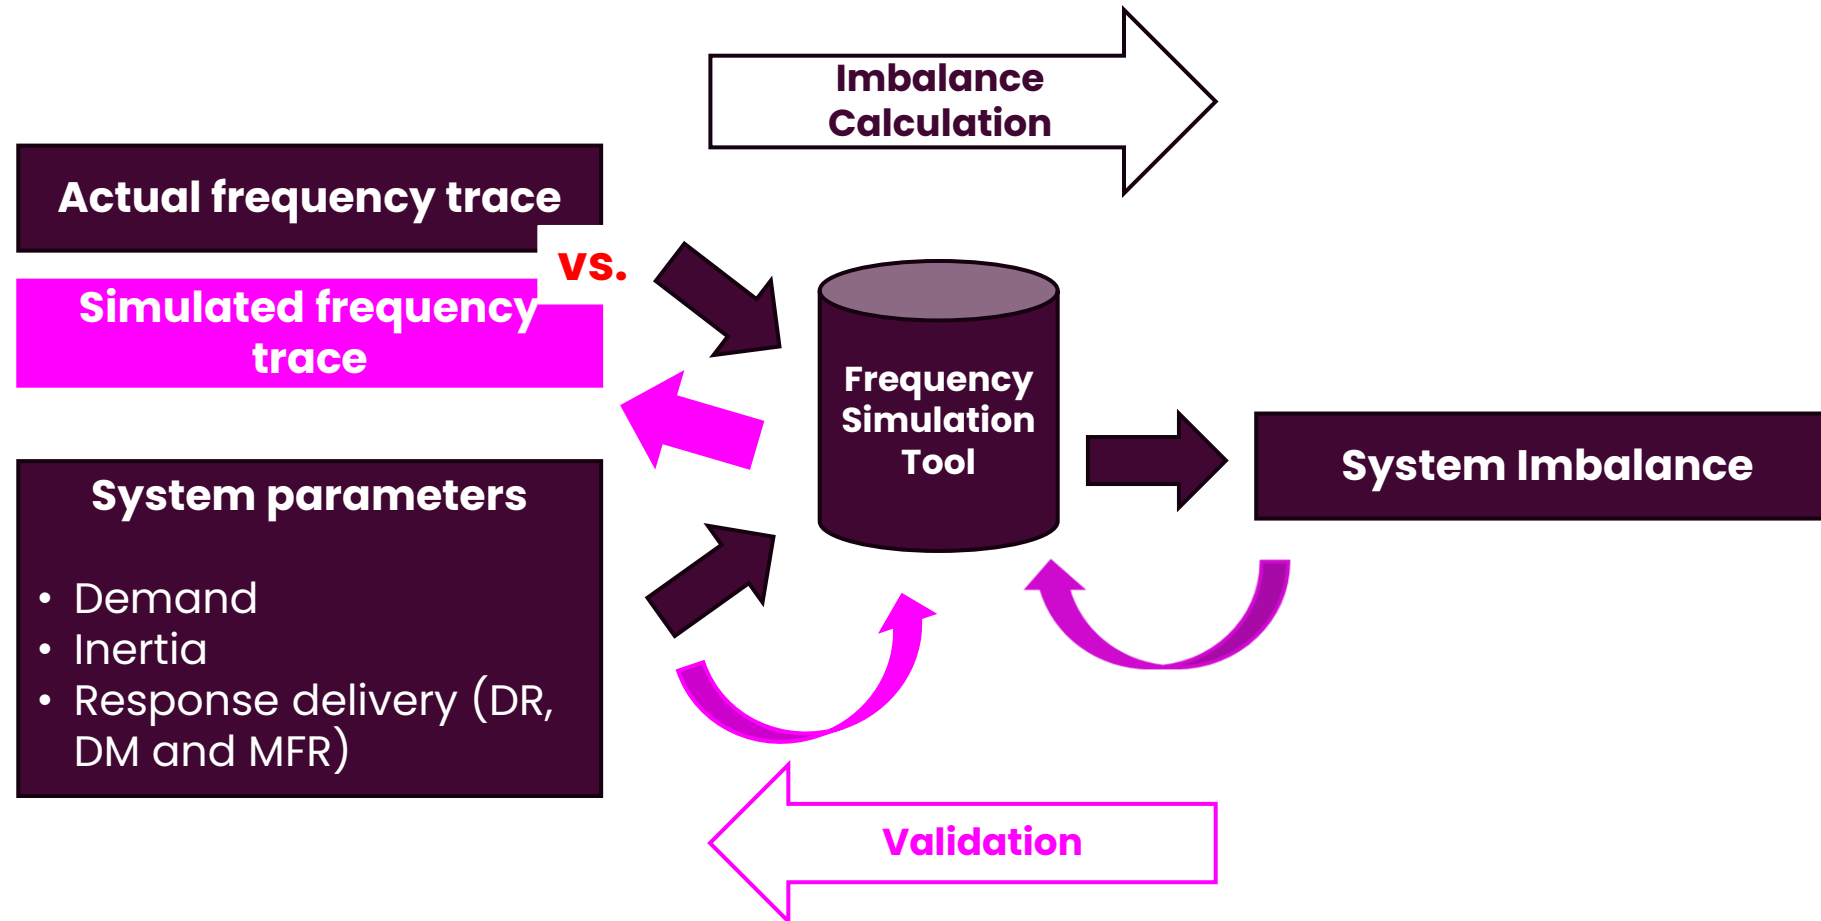 Imbalance
Calculation
Actual frequency trace
vs.
Simulated frequency
trace
Frequency
Simulation
Tool
System Imbalance
System parameters
• Demand
• Inertia
• Response delivery (DR,
DM and MFR)
Validation